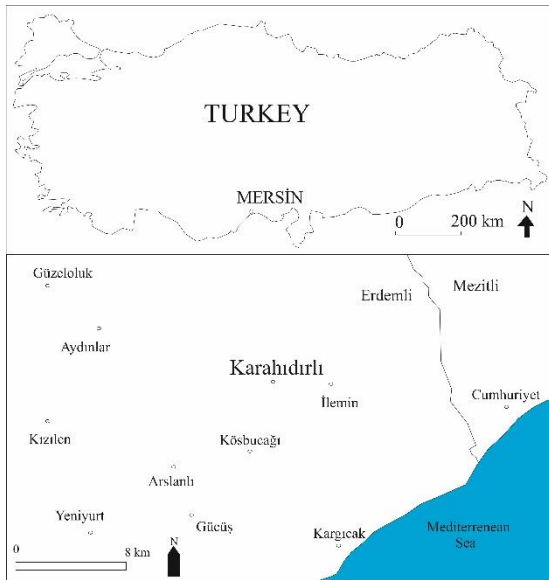 TURKEY
MERSİN
0 200 km
N
Güzeloluk
Erdemli
Mezitli
Aydınlar
Karahıdırlı
İlemin
Cumhuriyet
Kızılen
Kösbucağı
Arslanlı
Yeniyurt
Gücüş
Kargıcak
Mediterrenean
Sea
N
0 8 km